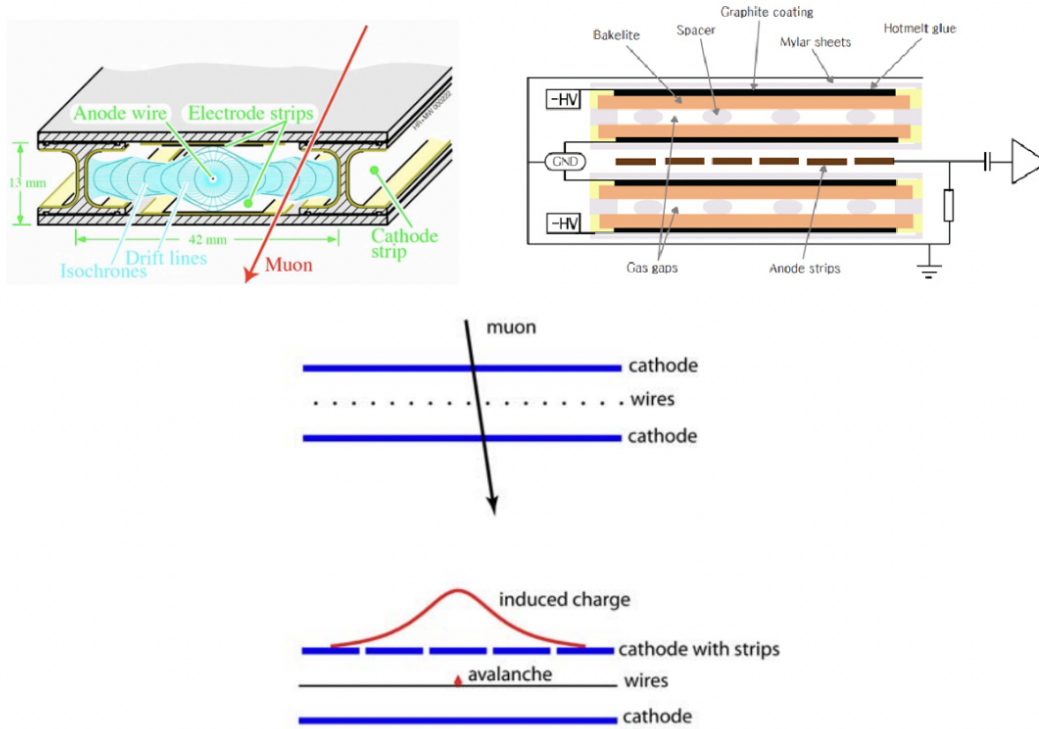 Anode wire
Electrode strips
13 mm
42 mm
Isochrones
Drift lines
Muon
Cathode
strip
Graphite coating
Bakelite
Spacer
Mylar sheets
Hotmelt glue
-HV
GND
-HV
Gas gaps
Anode strips
muon
cathode
wires
cathode
induced charge
cathode with strips
avalanche
wires
cathode